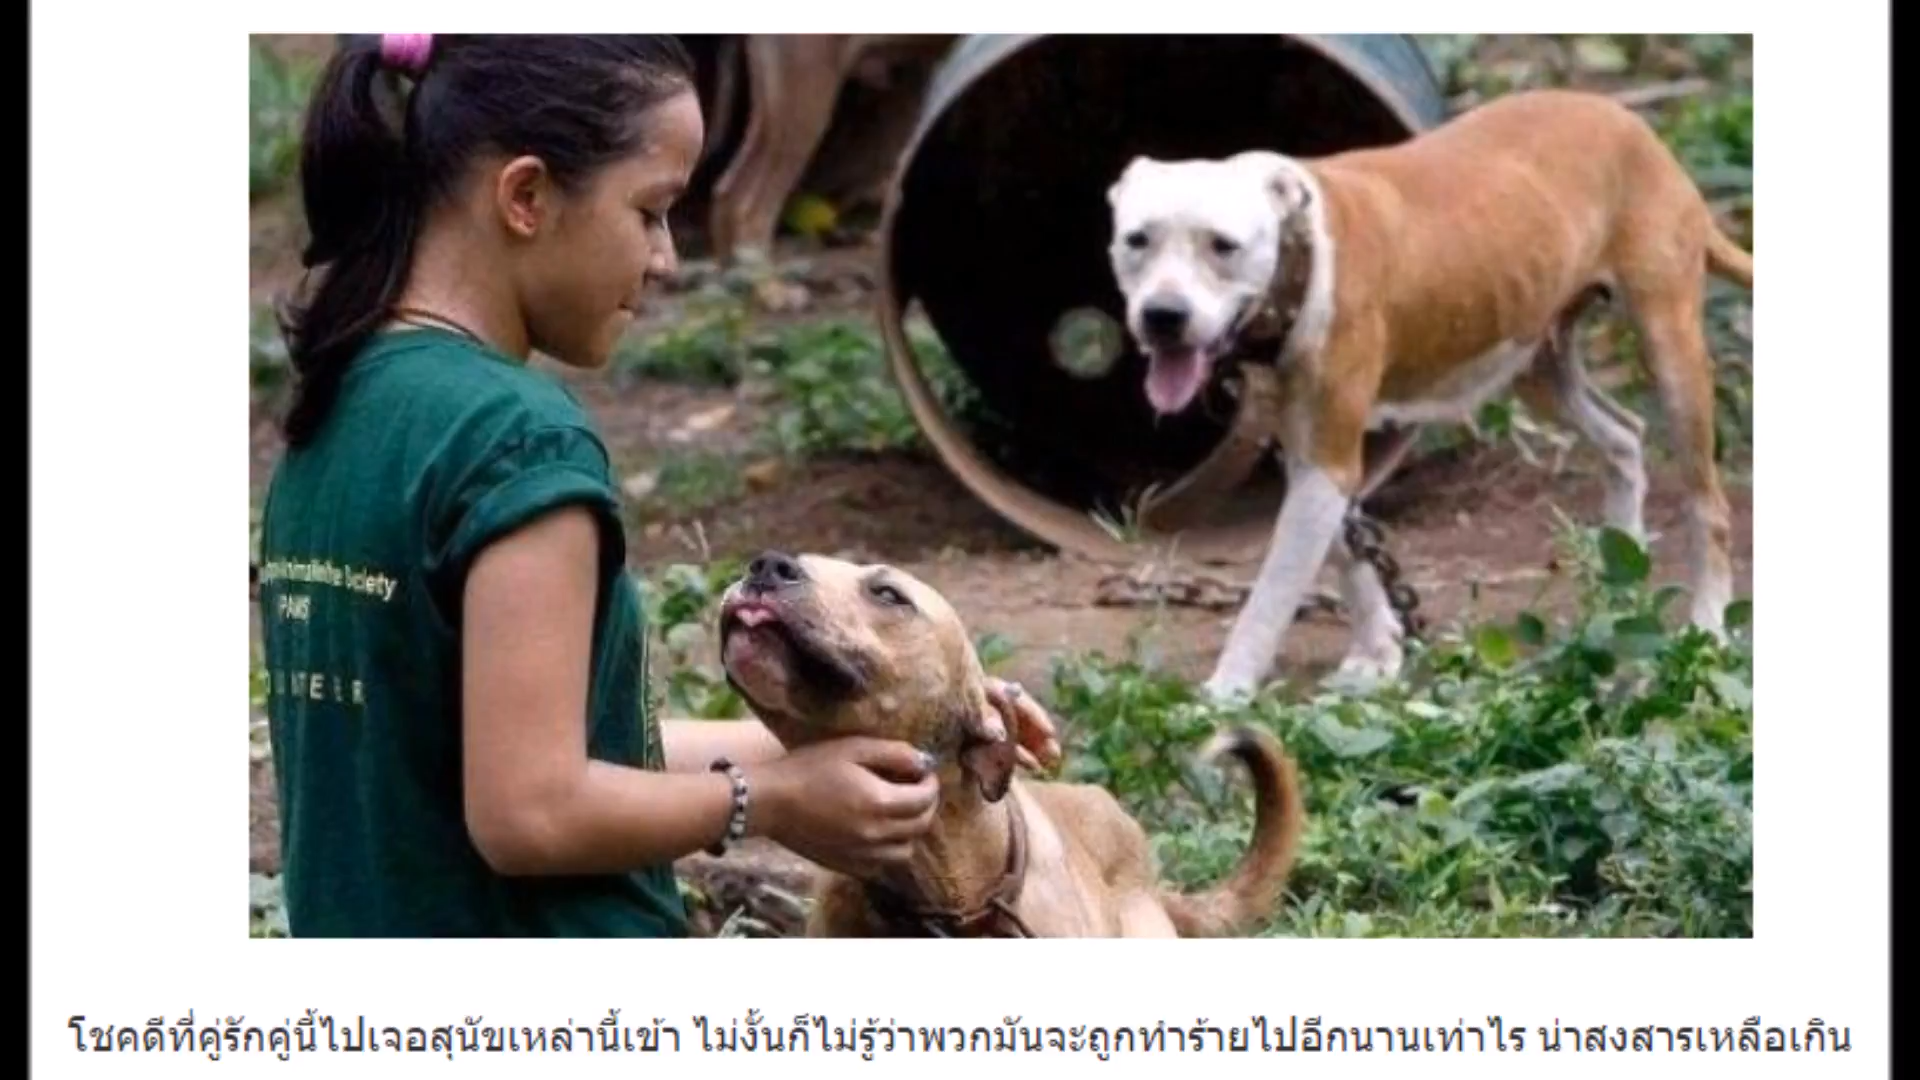 Society
PAWS
โชคดีที่คู่รักคู่นี้ไปเจอสุนัขเหล่านี้เข้า ไม่งั้นก็ไม่รู้ว่าพวกมันจะถูกทำร้ายไปอีกนานเท่าไร น่าสงสารเหลือเกิน